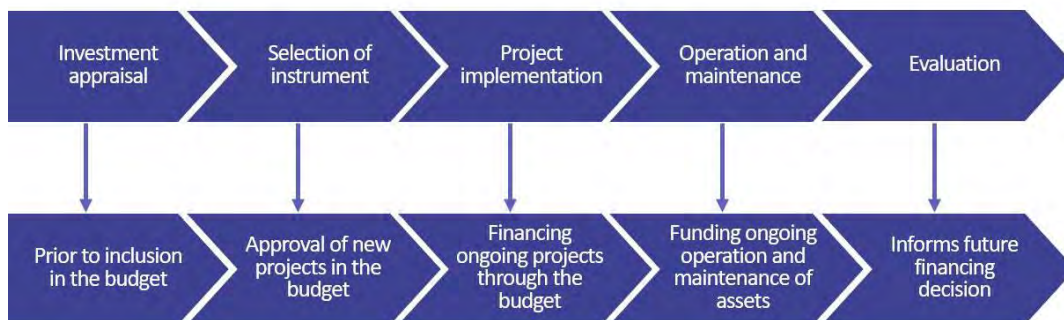 Investment
appraisal
Selection of
instrument
Project
implementation
Operation and
maintenance
Evaluation
Prior to inclusion
in the budget
Approval of new
projects in the
budget
Financing
ongoing projects
through the
budget
Funding ongoing
operation and
maintenance of
assets
Informs future
financing
decision